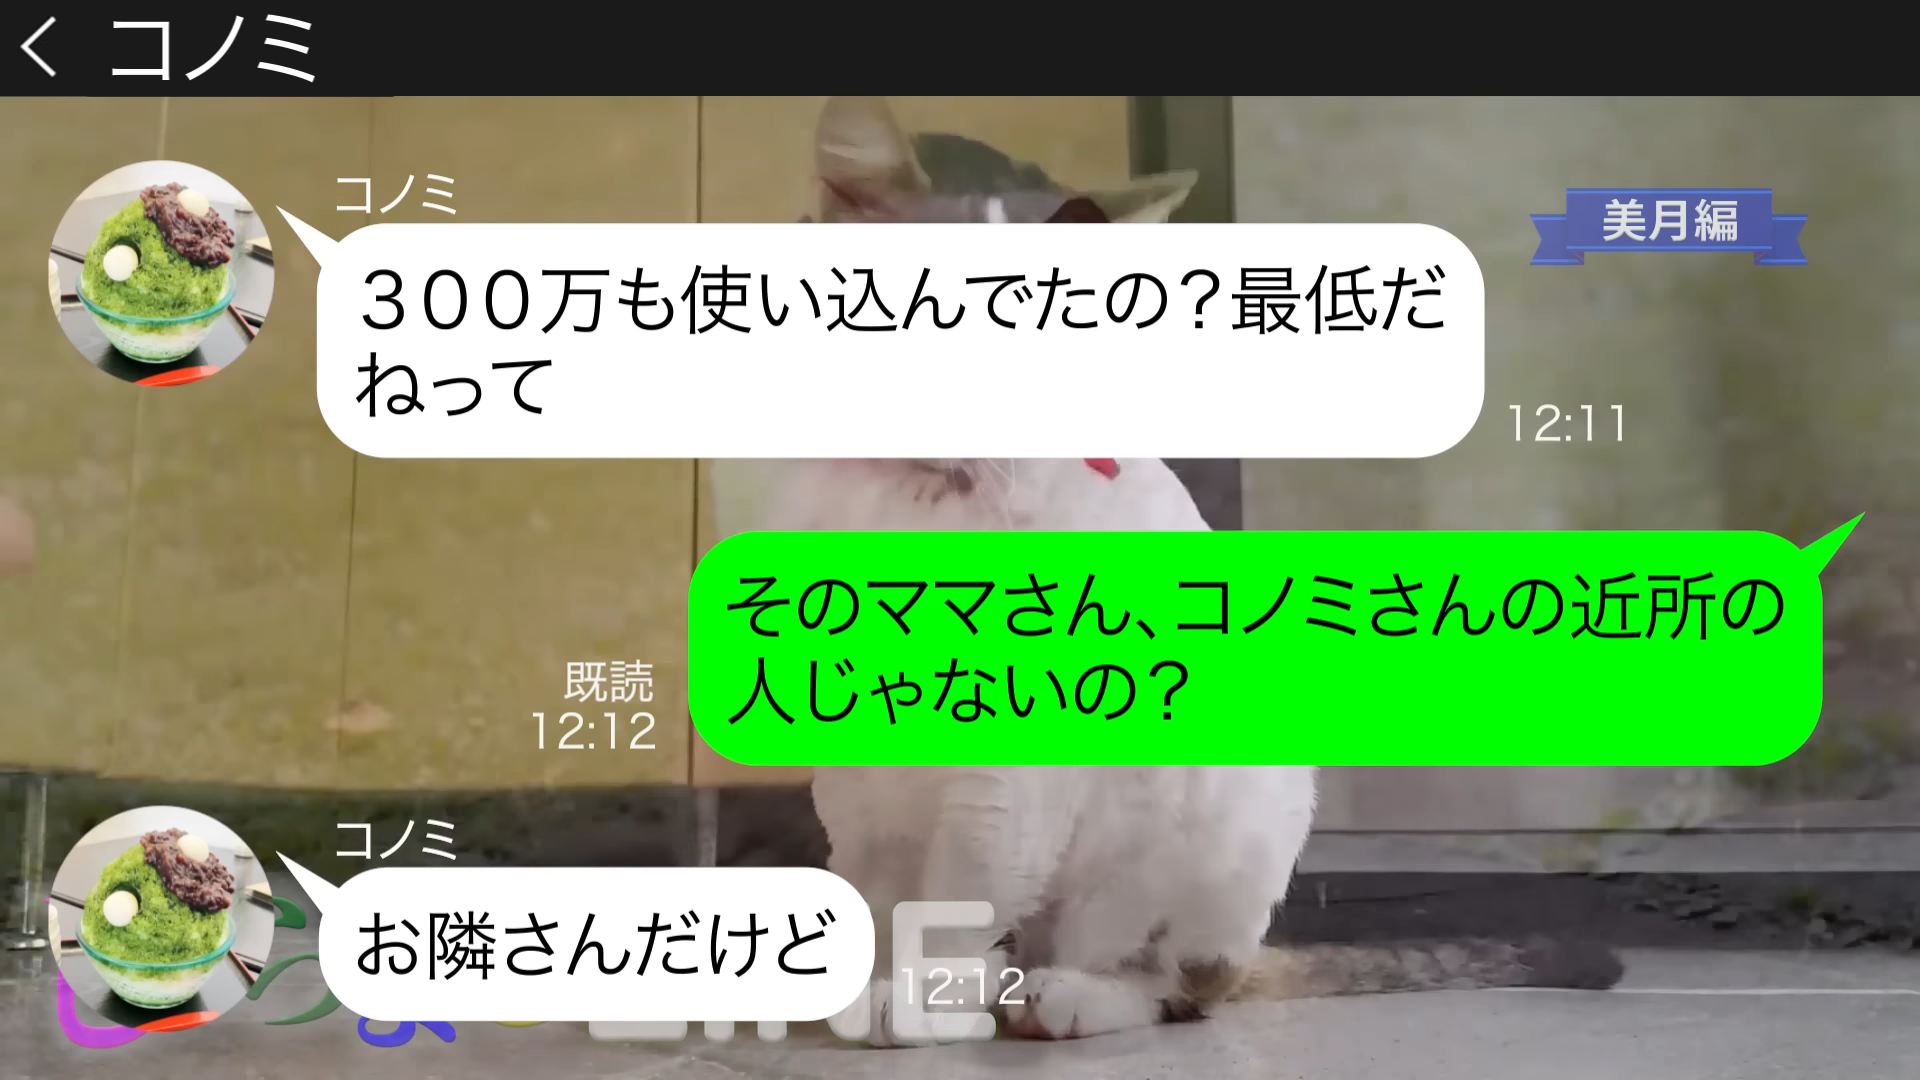 コノミ
コノミ
美月編
３００万も使い込んでたの？最低だ
ねって
12:11
そのママさん、コノミさんの近所の
人じゃないの？
既読
12:12
コノミ
お隣さんだけど
12:12